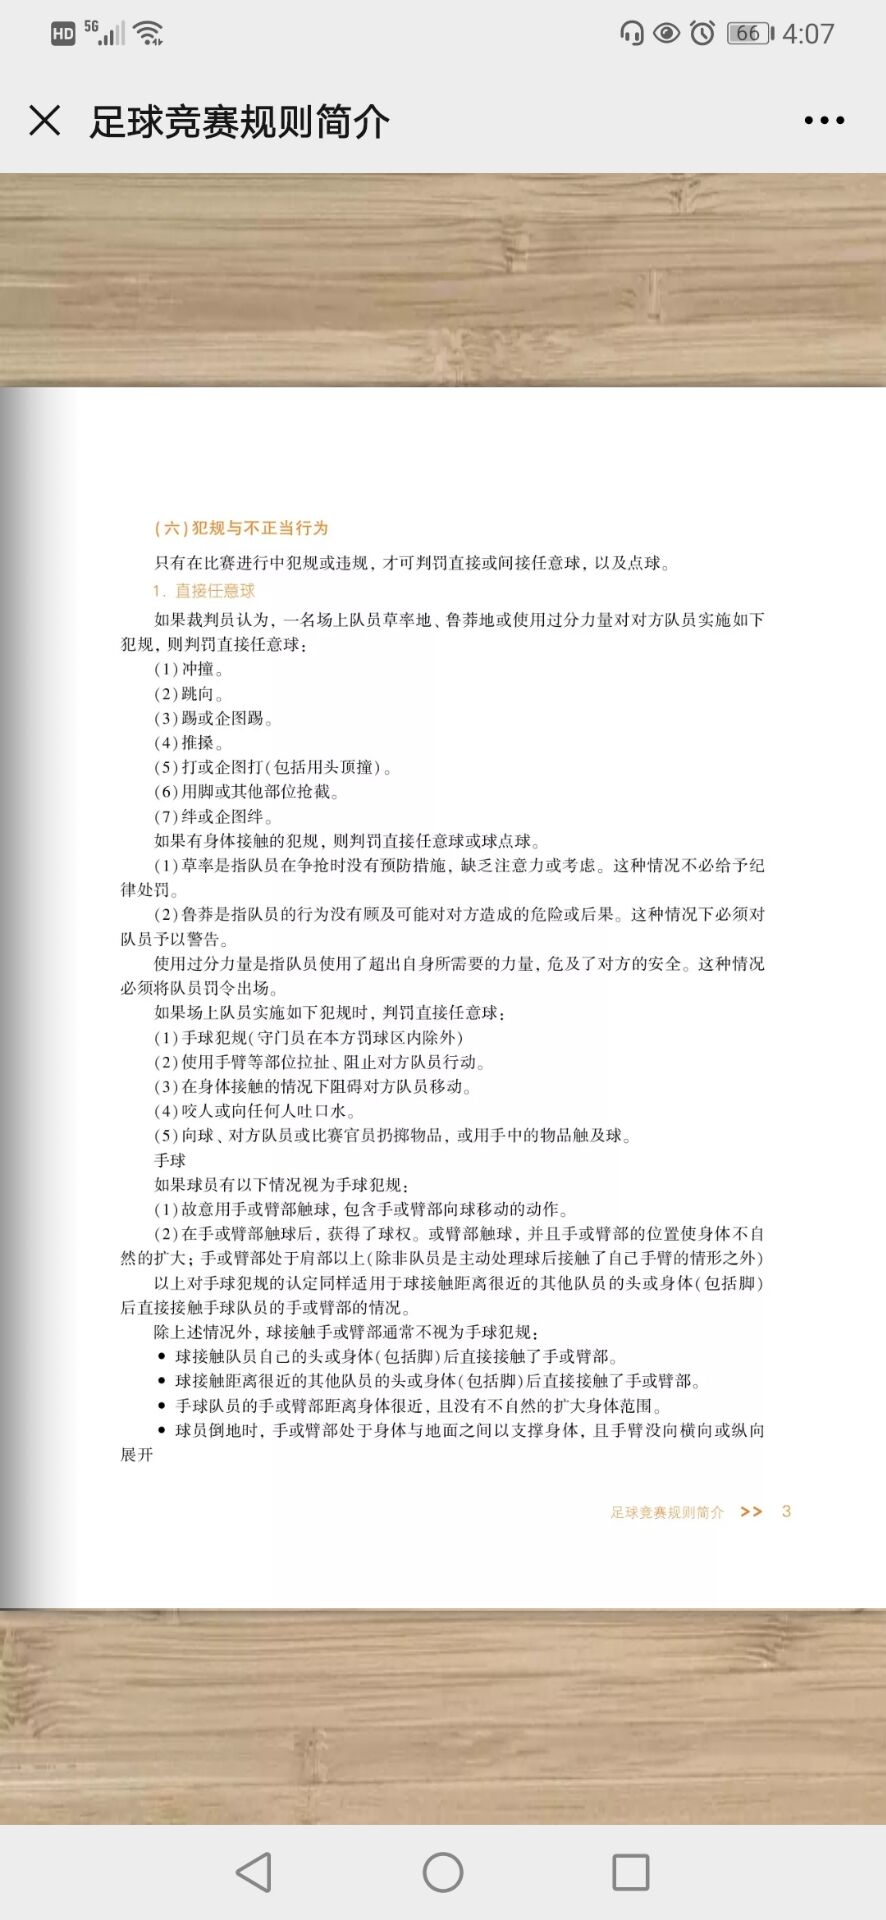 HD 5G 66 4:07
足球竞赛规则简介
(六)犯规与不正当行为
只有在比赛进行中犯规或违规，才可判罚直接或间接任意球，以及点球。
1. 直接任意球
如果裁判员认为，一名场上队员草率地、鲁莽地或使用过分力量对对方队员实施如下
犯规，则判罚直接任意球：
(1)冲撞。
(2)跳向。
(3)踢或企图踢。
(4)推搡。
(5)打或企图打(包括用头顶撞)。
(6)用脚或其他部位抢截。
(7)绊或企图绊。
如果有身体接触的犯规，则判罚直接任意球或球点球。
(1)草率是指队员在争抢时没有预防措施，缺乏注意力或考虑。这种情况不必给予纪
律处罚。
(2)鲁莽是指队员的行为没有顾及可能对对方造成的危险或后果。这种情况下必须对
队员予以警告。
使用过分力量是指队员使用了超出自身所需要的力量，危及了对方的安全。这种情况
必须将队员罚令出场。
如果场上队员实施如下犯规时，判罚直接任意球：
(1)手球犯规(守门员在本方罚球区内除外)
(2)使用手臂等部位拉扯、阻止对方队员行动。
(3)在身体接触的情况下阻碍对方队员移动。
(4)咬人或向任何人吐口水。
(5)向球、对方队员或比赛官员扔掷物品，或用手中的物品触及球。
手球
如果球员有以下情况视为手球犯规：
(1)故意用手或臂部触球，包含手或臂部向球移动的动作。
(2)在手或臂部触球后，获得了球权。或臂部触球，并且手或臂部的位置使身体不自
然的扩大；手或臂部处于肩部以上(除非队员是主动处理球后接触了自己手臂的情形之外)
以上对手球犯规的认定同样适用于球接触距离很近的其他队员的头或身体(包括脚)
后直接接触手球队员的手或臂部的情况。
除上述情况外，球接触手或臂部通常不视为手球犯规：
• 球接触队员自己的头或身体(包括脚)后直接接触了手或臂部。
• 球接触距离很近的其他队员的头或身体(包括脚)后直接接触了手或臂部。
• 手球队员的手或臂部距离身体很近，且没有不自然的扩大身体范围。
• 球员倒地时，手或臂部处于身体与地面之间以支撑身体，且手臂没向横向或纵向
展开
足球竞赛规则简介 >> 3